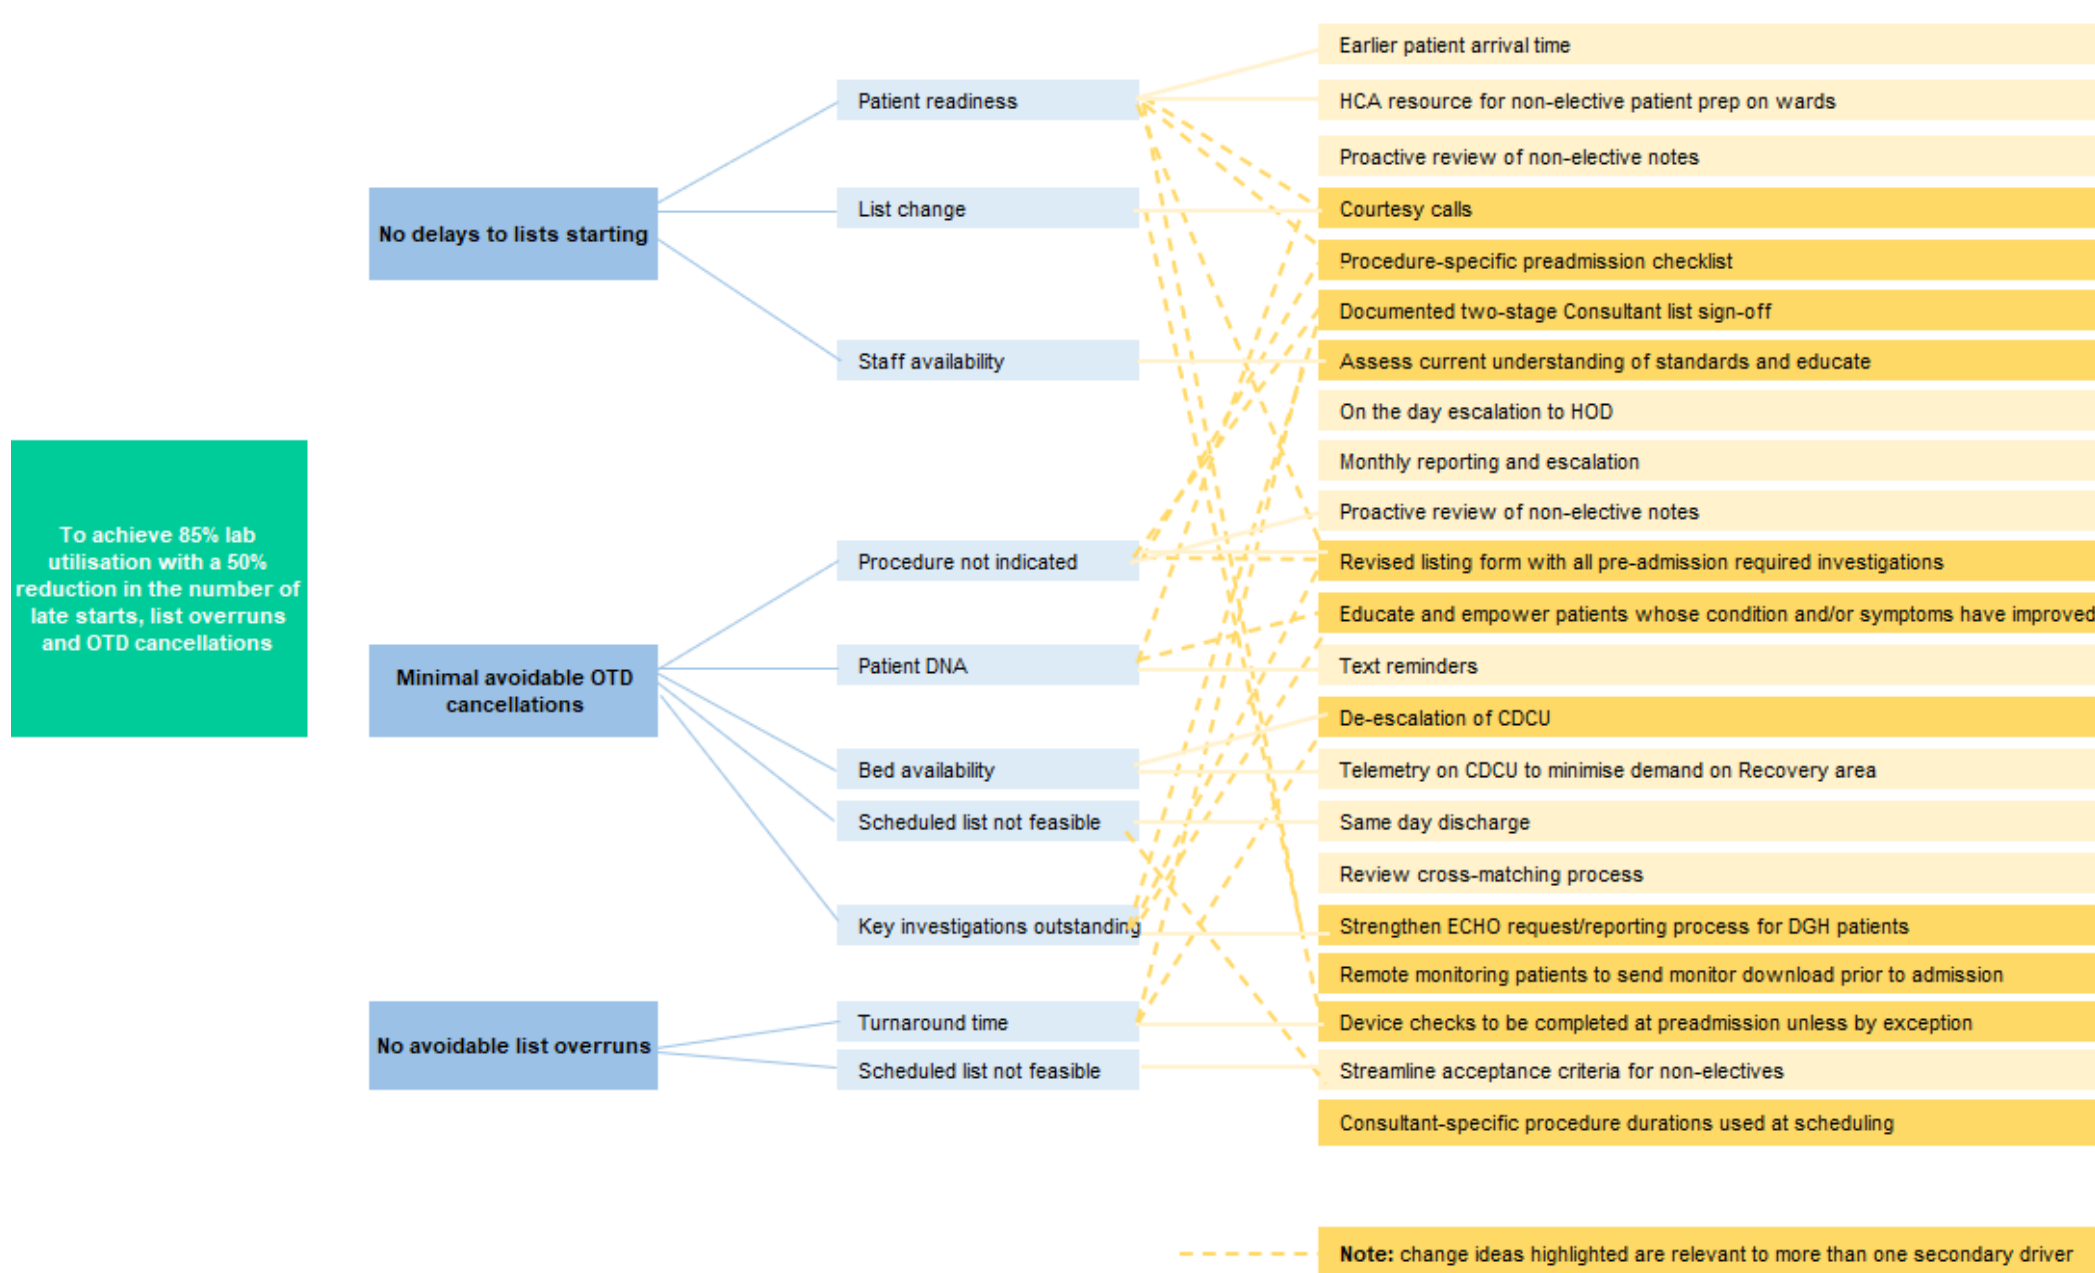 To achieve 85% lab
utilisation with a 50%
reduction in the number of
late starts, list overruns
and OTD cancellations
No delays to lists starting
Minimal avoidable OTD
cancellations
No avoidable list overruns
Patient readiness
List change
Staff availability
Procedure not indicated
Patient DNA
Bed availability
Scheduled list not feasible
Key investigations outstanding
Turnaround time
Scheduled list not feasible
Earlier patient arrival time
HCA resource for non-elective patient prep on wards
Proactive review of non-elective notes
Courtesy calls
Procedure-specific preadmission checklist
Documented two-stage Consultant list sign-off
Assess current understanding of standards and educate
On the day escalation to HOD
Monthly reporting and escalation
Proactive review of non-elective notes
Revised listing form with all pre-admission required investigations
Educate and empower patients whose condition and/or symptoms have improved
Text reminders
De-escalation of CDCU
Telemetry on CDCU to minimise demand on Recovery area
Same day discharge
Review cross-matching process
Strengthen ECHO request/reporting process for DGH patients
Remote monitoring patients to send monitor download prior to admission
Device checks to be completed at preadmission unless by exception
Streamline acceptance criteria for non-electives
Consultant-specific procedure durations used at scheduling
Note: change ideas highlighted are relevant to more than one secondary driver